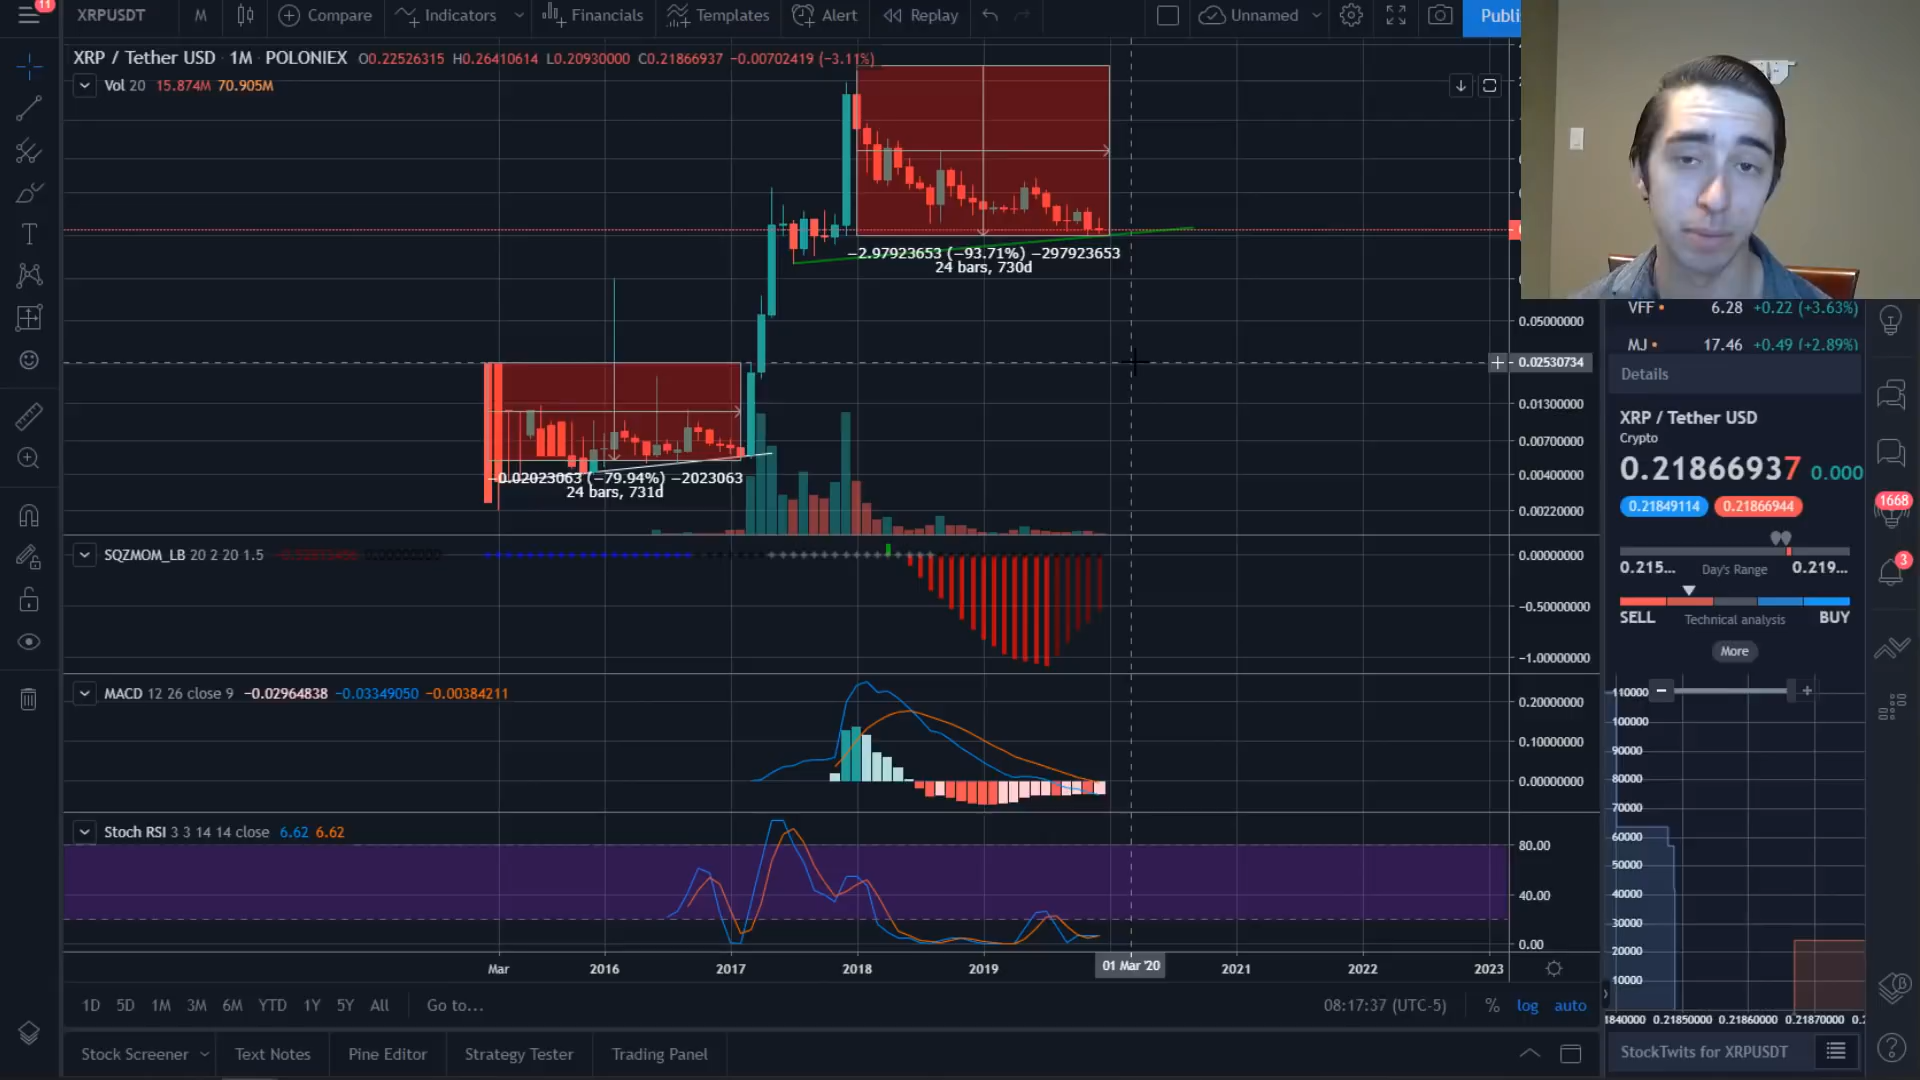 11
XRPUSDT M Compare Indicators Financials Templates Alert Replay Unnamed Publi
XRP / Tether USD 1M POLONIEX O0.22526315 H0.26410614 L0.20930000 C0.21866937 −0.00702419 (−3.11%)
Vol 20 15.874M 70.905M
−2.97923653 (−93.71%) −297923653
24 bars, 730d
−0.02023063 (−79.94%) −2023063
24 bars, 731d
0.05000000
0.02530734
0.01300000
0.00700000
0.00400000
0.00220000
SQZMOM_LB 20 2 20 1.5
0.00000000
−0.50000000
−1.00000000
MACD 12 26 close 9 −0.02964838 −0.03349050 −0.00384211
0.20000000
0.10000000
0.00000000
Stoch RSI 3 3 14 14 close 6.62 6.62
80.00
40.00
0.00
Mar 2016 2017 2018 2019 01 Mar '20 2021 2022 2023
1D 5D 1M 3M 6M YTD 1Y 5Y All Go to... 08:17:37 (UTC-5) % log auto
Stock Screener Text Notes Pine Editor Strategy Tester Trading Panel
VFF 6.28 +0.22 (+3.63%)
MJ 17.46 +0.49 (+2.89%)
Details
XRP / Tether USD
Crypto
0.21866937 0.000
0.21849114 0.21866944
0.215... Day's Range 0.219...
SELL Technical analysis BUY
More
110000
100000
90000
80000
70000
60000
50000
40000
30000
20000
10000
1840000 0.21850000 0.21860000 0.21870000 0.2
StockTwits for XRPUSDT
1668
3